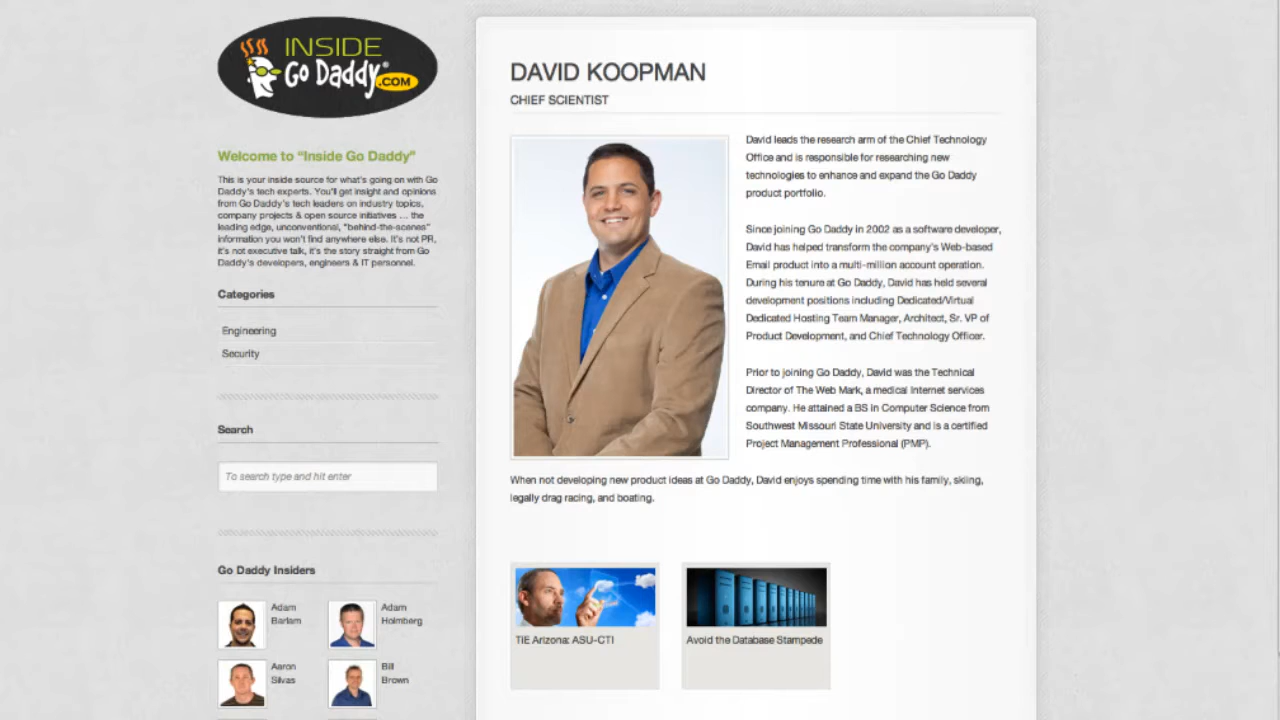 INSIDE
Go Daddy®
.COM
Welcome to “Inside Go Daddy”
This is your inside source for what's going on with Go
Daddy's tech experts. You'll get insight and opinions
from Go Daddy's tech leaders on industry topics,
company projects & open source initiatives ... the
leading edge, unconventional, “behind-the-scenes”
information you won't find anywhere else. It's not PR,
it's not executive talk, it's the story straight from Go
Daddy's developers, engineers & IT personnel.
Categories
Engineering
Security
Search
To search type and hit enter
Go Daddy Insiders
Adam
Barlam
Adam
Holmberg
Aaron
Silvas
Bill
Brown
DAVID KOOPMAN
CHIEF SCIENTIST
David leads the research arm of the Chief Technology
Office and is responsible for researching new
technologies to enhance and expand the Go Daddy
product portfolio.
Since joining Go Daddy in 2002 as a software developer,
David has helped transform the company's Web-based
Email product into a multi-million account operation.
During his tenure at Go Daddy, David has held several
development positions including Dedicated/Virtual
Dedicated Hosting Team Manager, Architect, Sr. VP of
Product Development, and Chief Technology Officer.
Prior to joining Go Daddy, David was the Technical
Director of The Web Mark, a medical Internet services
company. He attained a BS in Computer Science from
Southwest Missouri State University and is a certified
Project Management Professional (PMP).
When not developing new product ideas at Go Daddy, David enjoys spending time with his family, skiing,
legally drag racing, and boating.
TiE Arizona: ASU-CTI
Avoid the Database Stampede